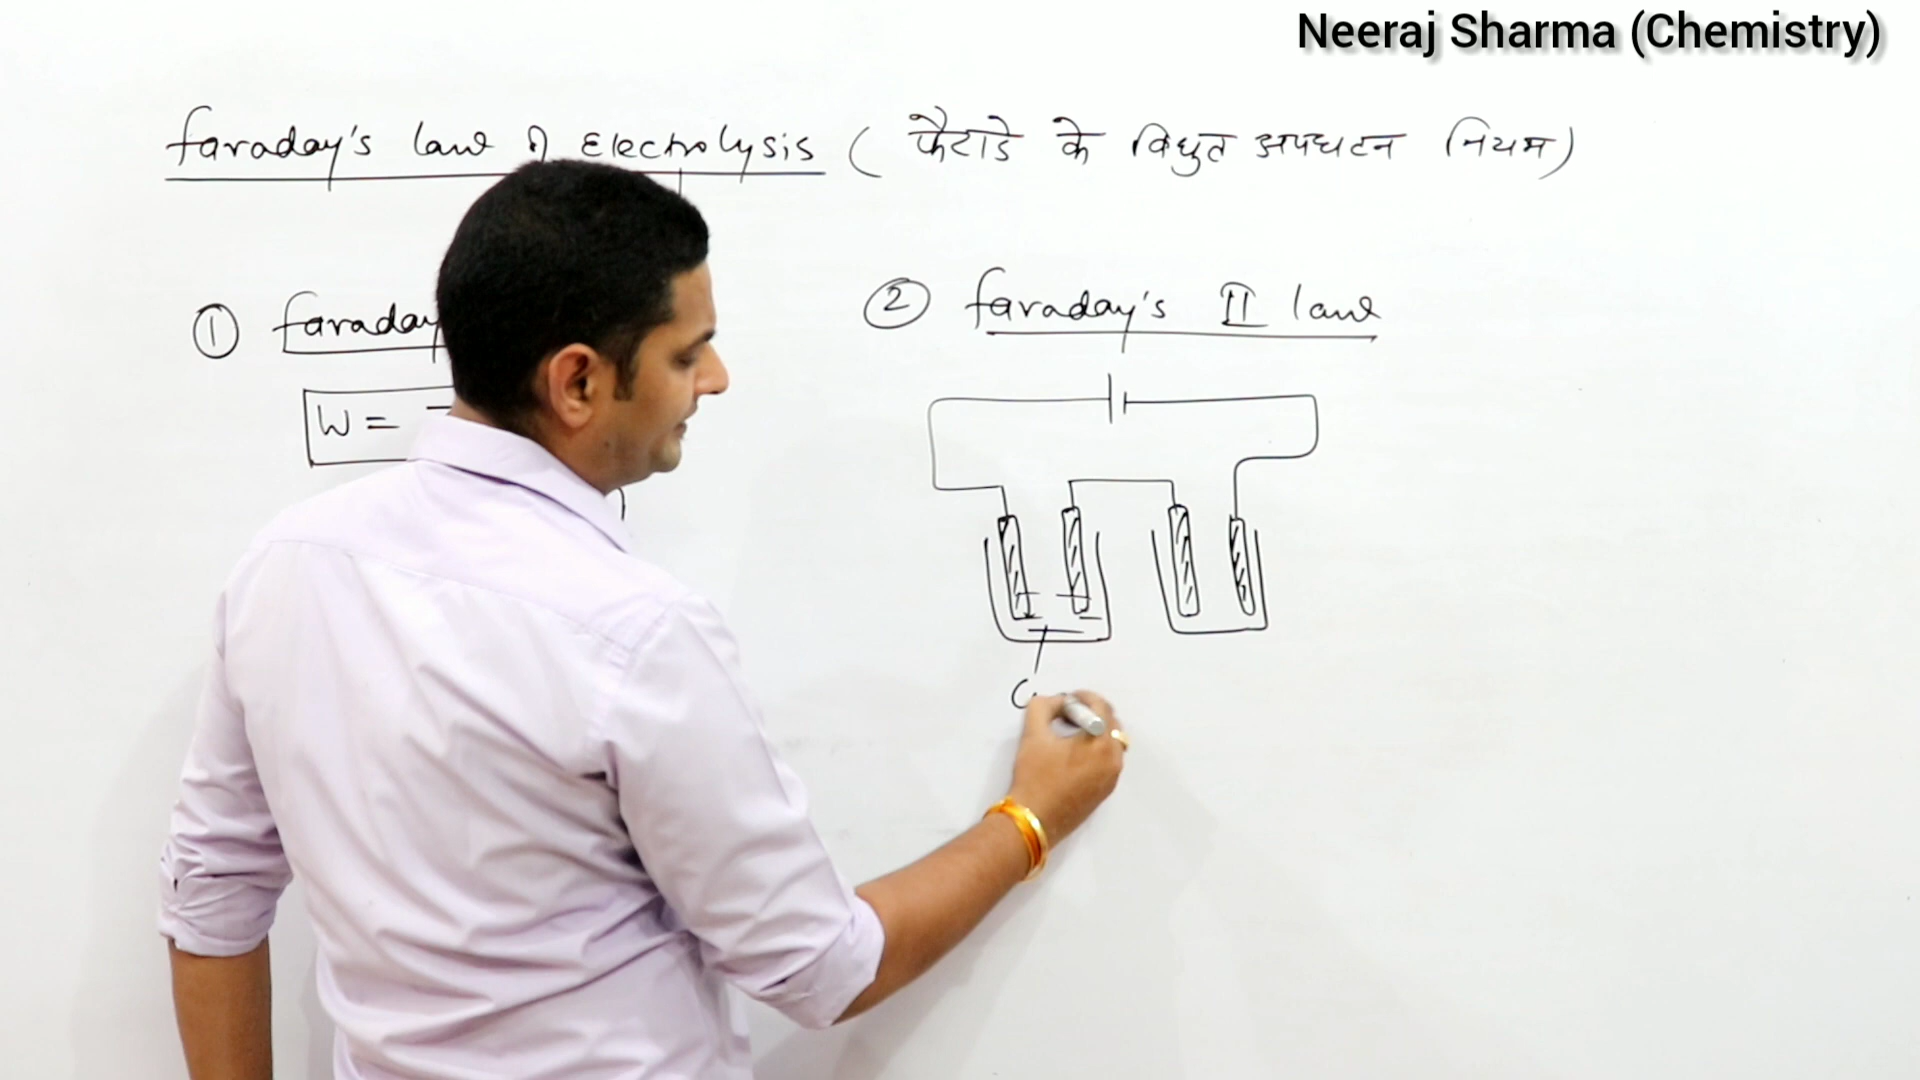 Neeraj Sharma (Chemistry)
Faraday's law of Electrolysis ( फैराडे के विधुत अपघटन नियम )
① faraday
W =
② faraday's II law
C